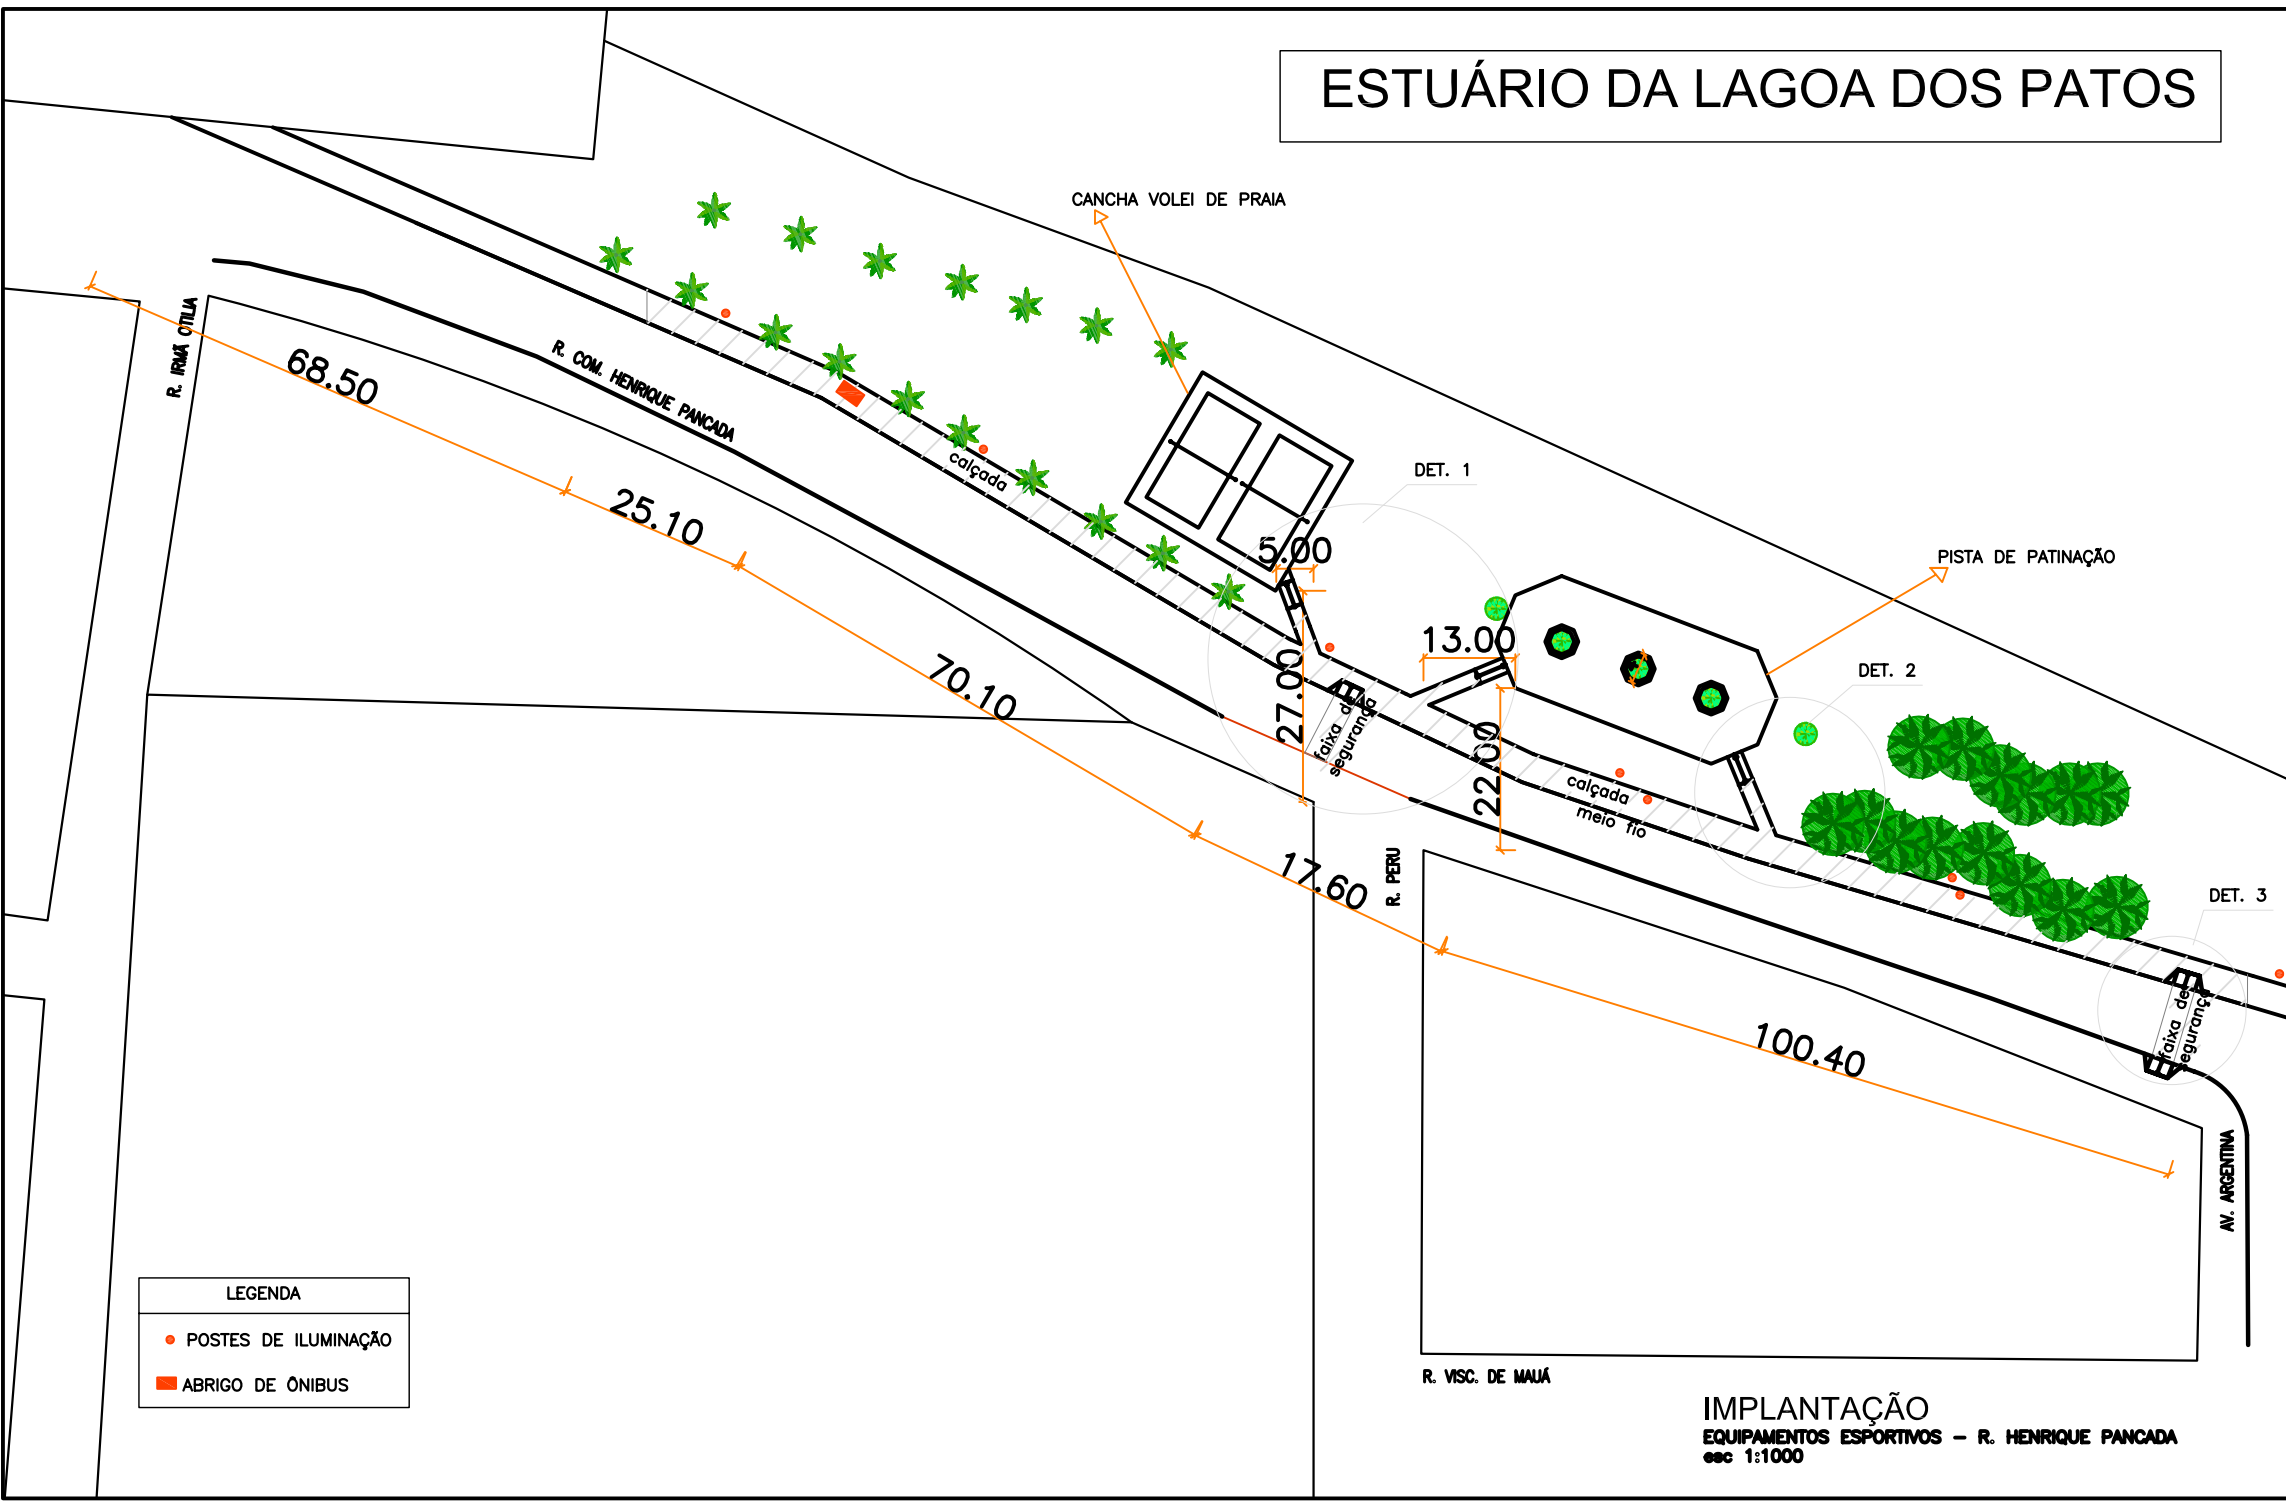 ESTUÁRIO DA LAGOA DOS PATOS
CANCHA VOLEI DE PRAIA
R. IRMÃ OTILIA
68.50
R. COM. HENRIQUE PANCADA
25.10
calçada
DET. 1
5.00
PISTA DE PATINAÇÃO
13.00
27.00
faixa de
segurança
70.10
DET. 2
22.00
calçada
meio fio
17.60
R. PERU
DET. 3
faixa de
segurança
100.40
AV. ARGENTINA
LEGENDA
POSTES DE ILUMINAÇÃO
ABRIGO DE ÔNIBUS
R. VISC. DE MAUÁ
IMPLANTAÇÃO
EQUIPAMENTOS ESPORTIVOS – R. HENRIQUE PANCADA
esc 1:1000